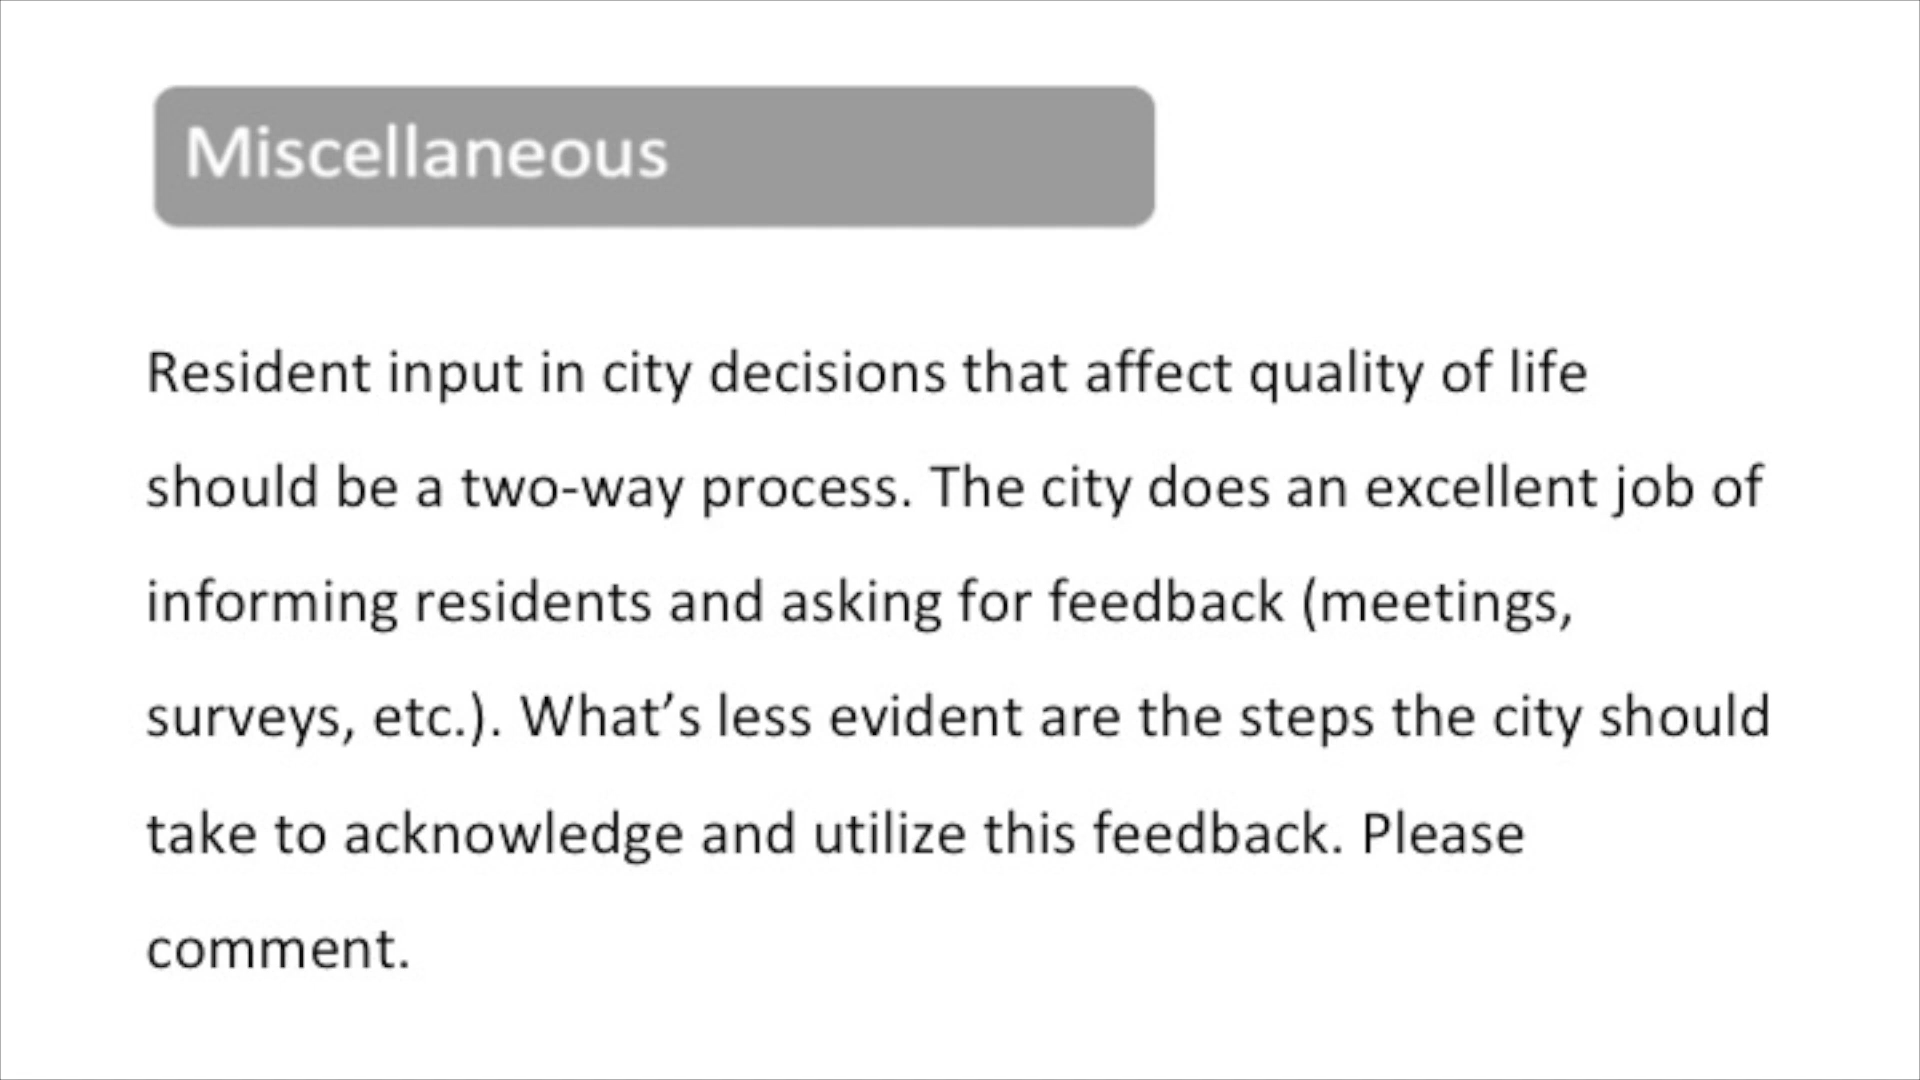 Miscellaneous
Resident input in city decisions that affect quality of life
should be a two-way process. The city does an excellent job of
informing residents and asking for feedback (meetings,
surveys, etc.). What’s less evident are the steps the city should
take to acknowledge and utilize this feedback. Please
comment.